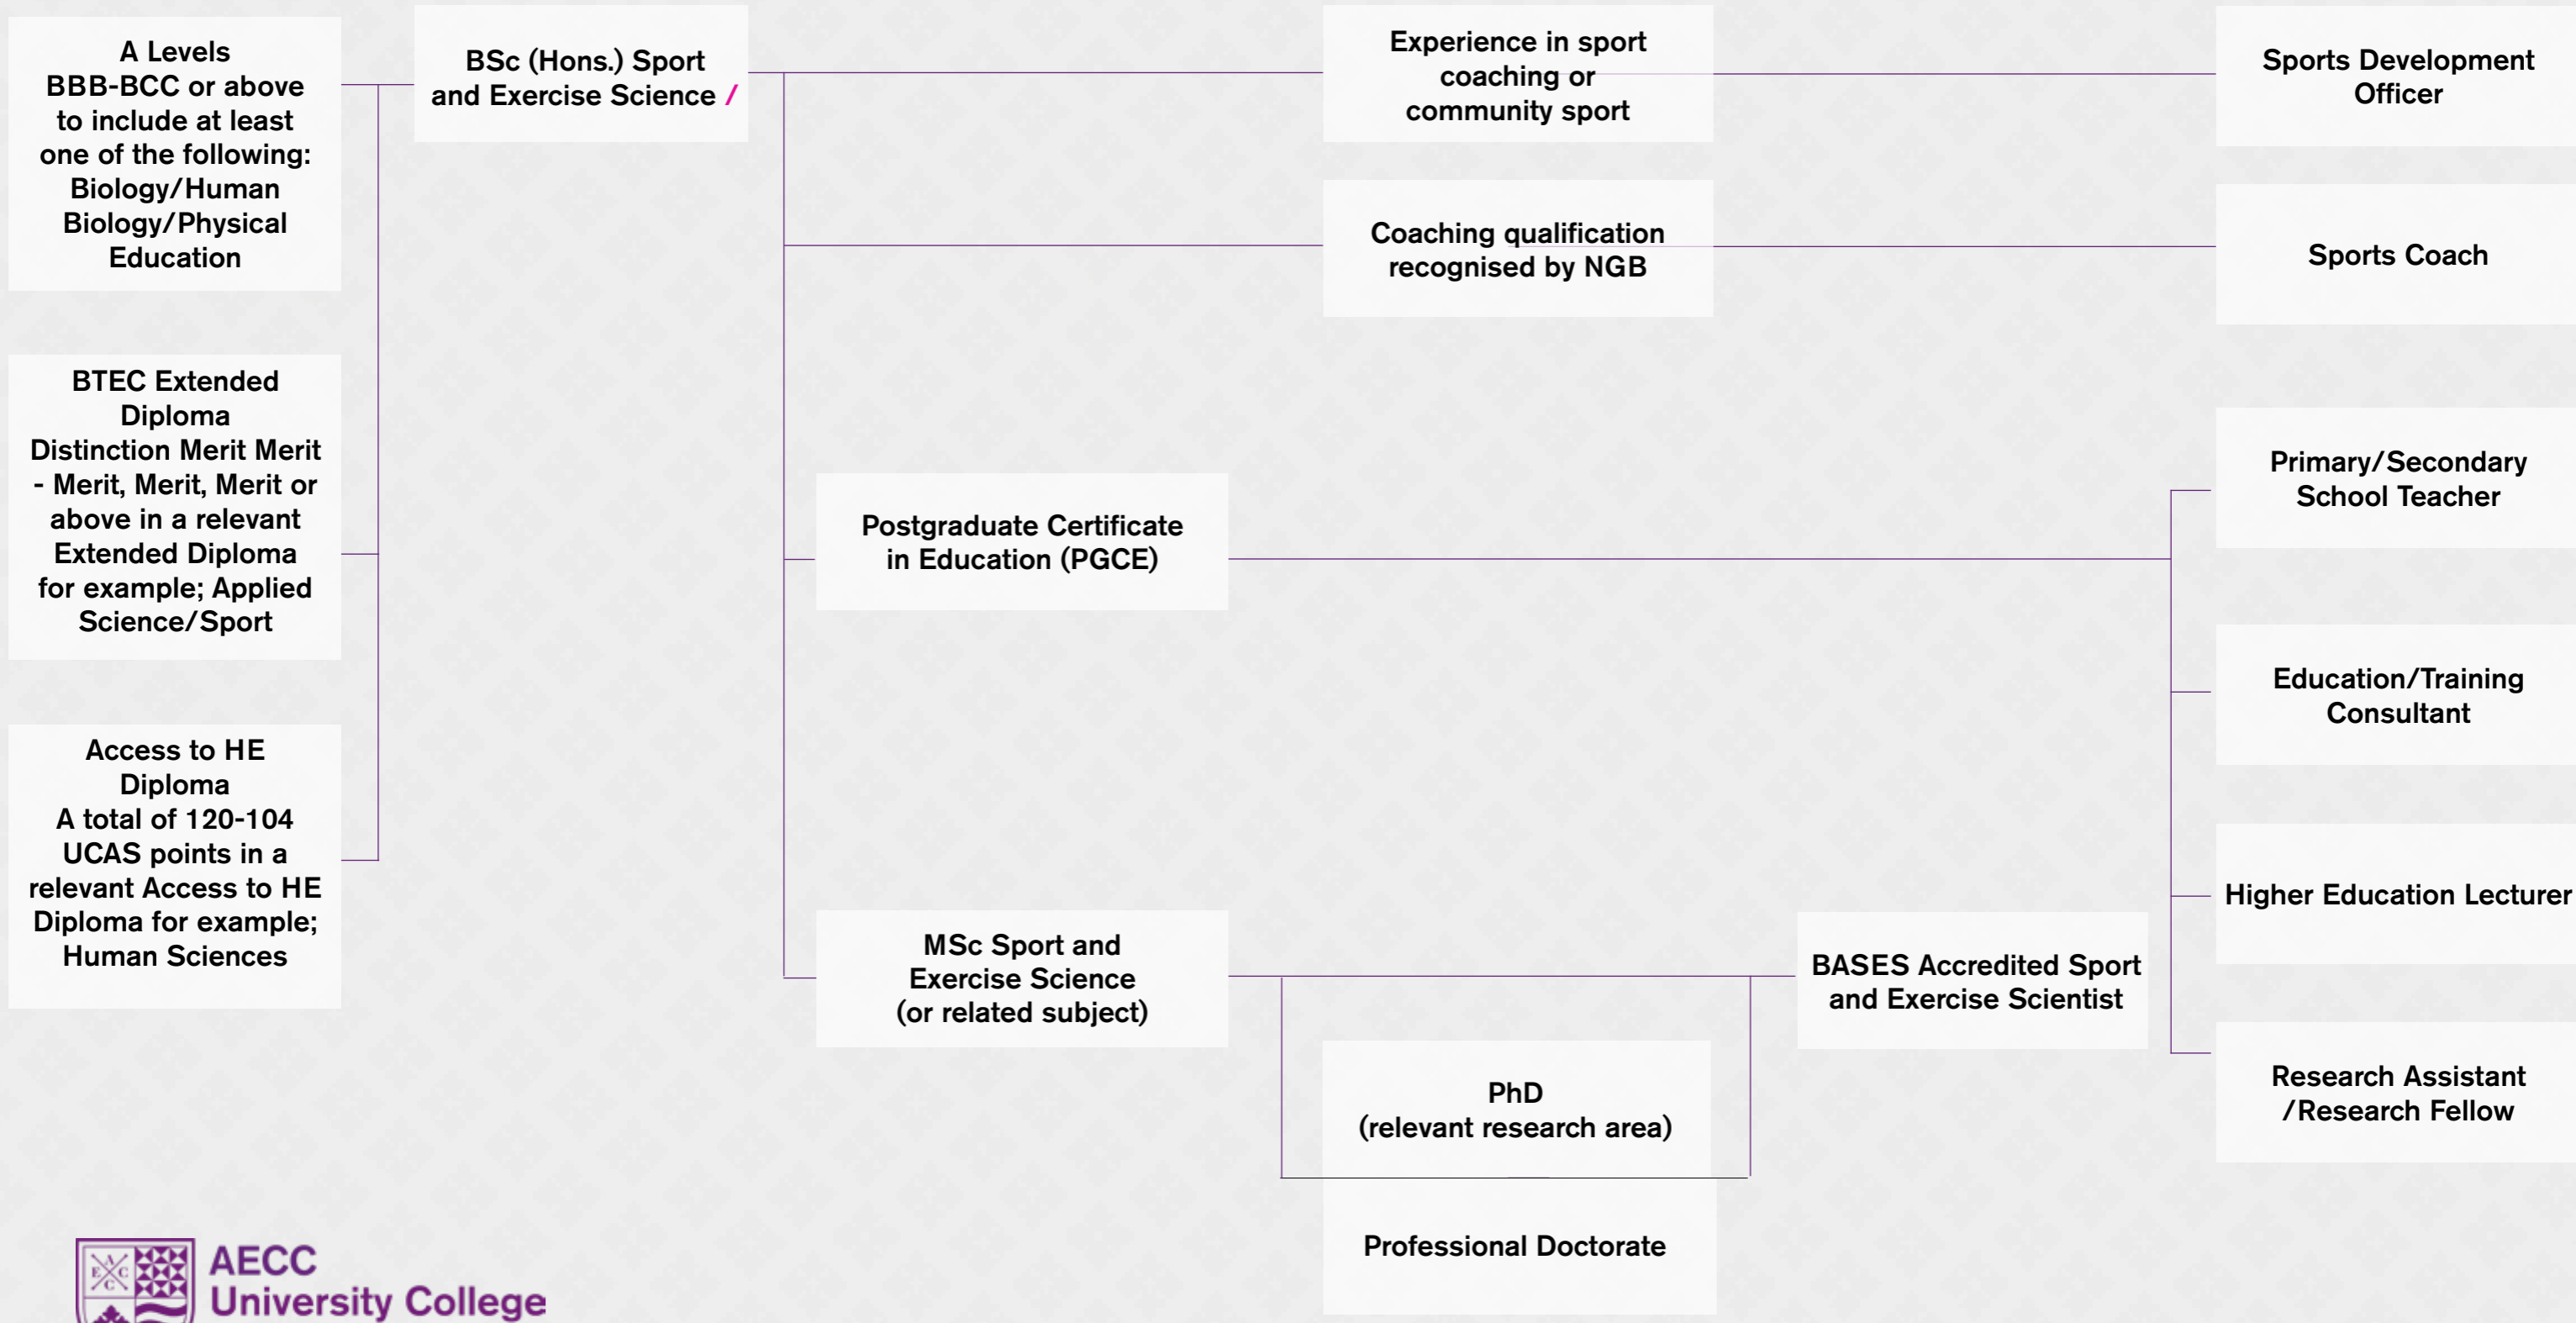 A Levels
BBB-BCC or above
to include at least
one of the following:
Biology/Human
Biology/Physical
Education
BTEC Extended
Diploma
Distinction Merit Merit
- Merit, Merit, Merit or
above in a relevant
Extended Diploma
for example; Applied
Science/Sport
Access to HE
Diploma
A total of 120-104
UCAS points in a
relevant Access to HE
Diploma for example;
Human Sciences
BSc (Hons.) Sport
and Exercise Science /
Postgraduate Certificate
in Education (PGCE)
MSc Sport and
Exercise Science
(or related subject)
Experience in sport
coaching or
community sport
Coaching qualification
recognised by NGB
PhD
(relevant research area)
Professional Doctorate
BASES Accredited Sport
and Exercise Scientist
Sports Development
Officer
Sports Coach
Primary/Secondary
School Teacher
Education/Training
Consultant
Higher Education Lecturer
Research Assistant
/Research Fellow
A
E C
C
AECC
University College